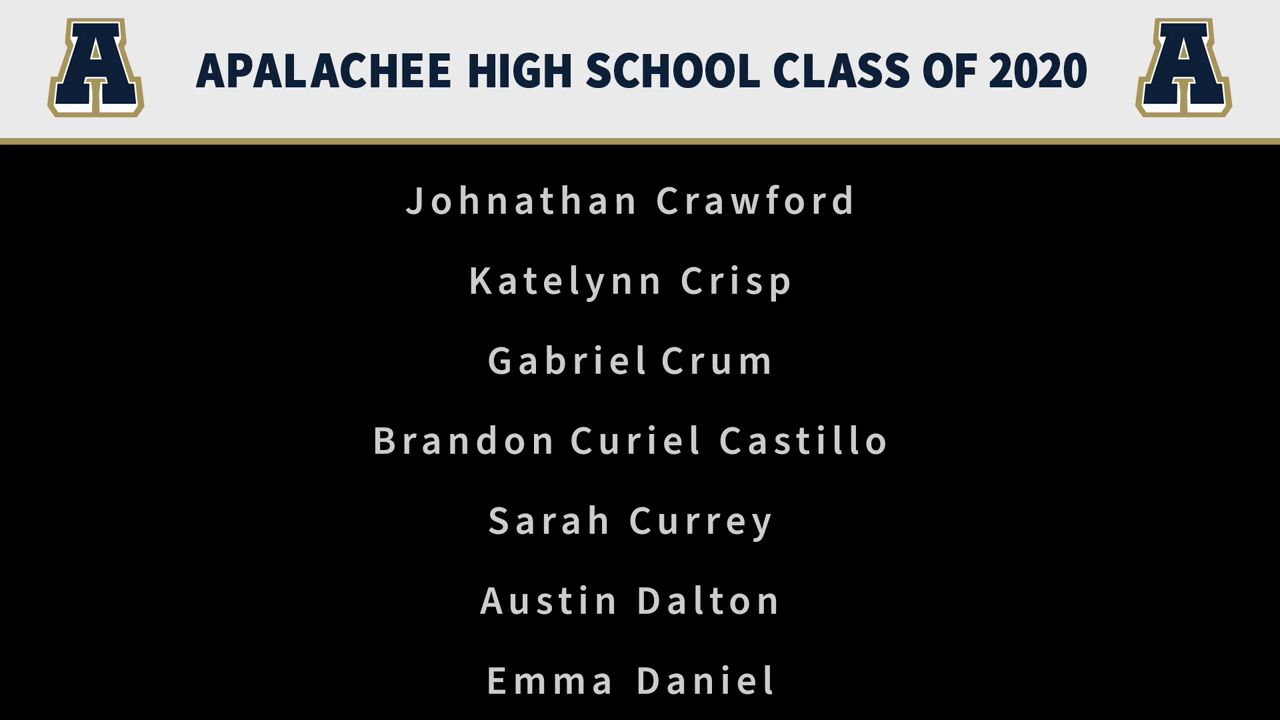 A APALACHEE HIGH SCHOOL CLASS OF 2020 A
Johnathan Crawford
Katelynn Crisp
Gabriel Crum
Brandon Curiel Castillo
Sarah Currey
Austin Dalton
Emma Daniel